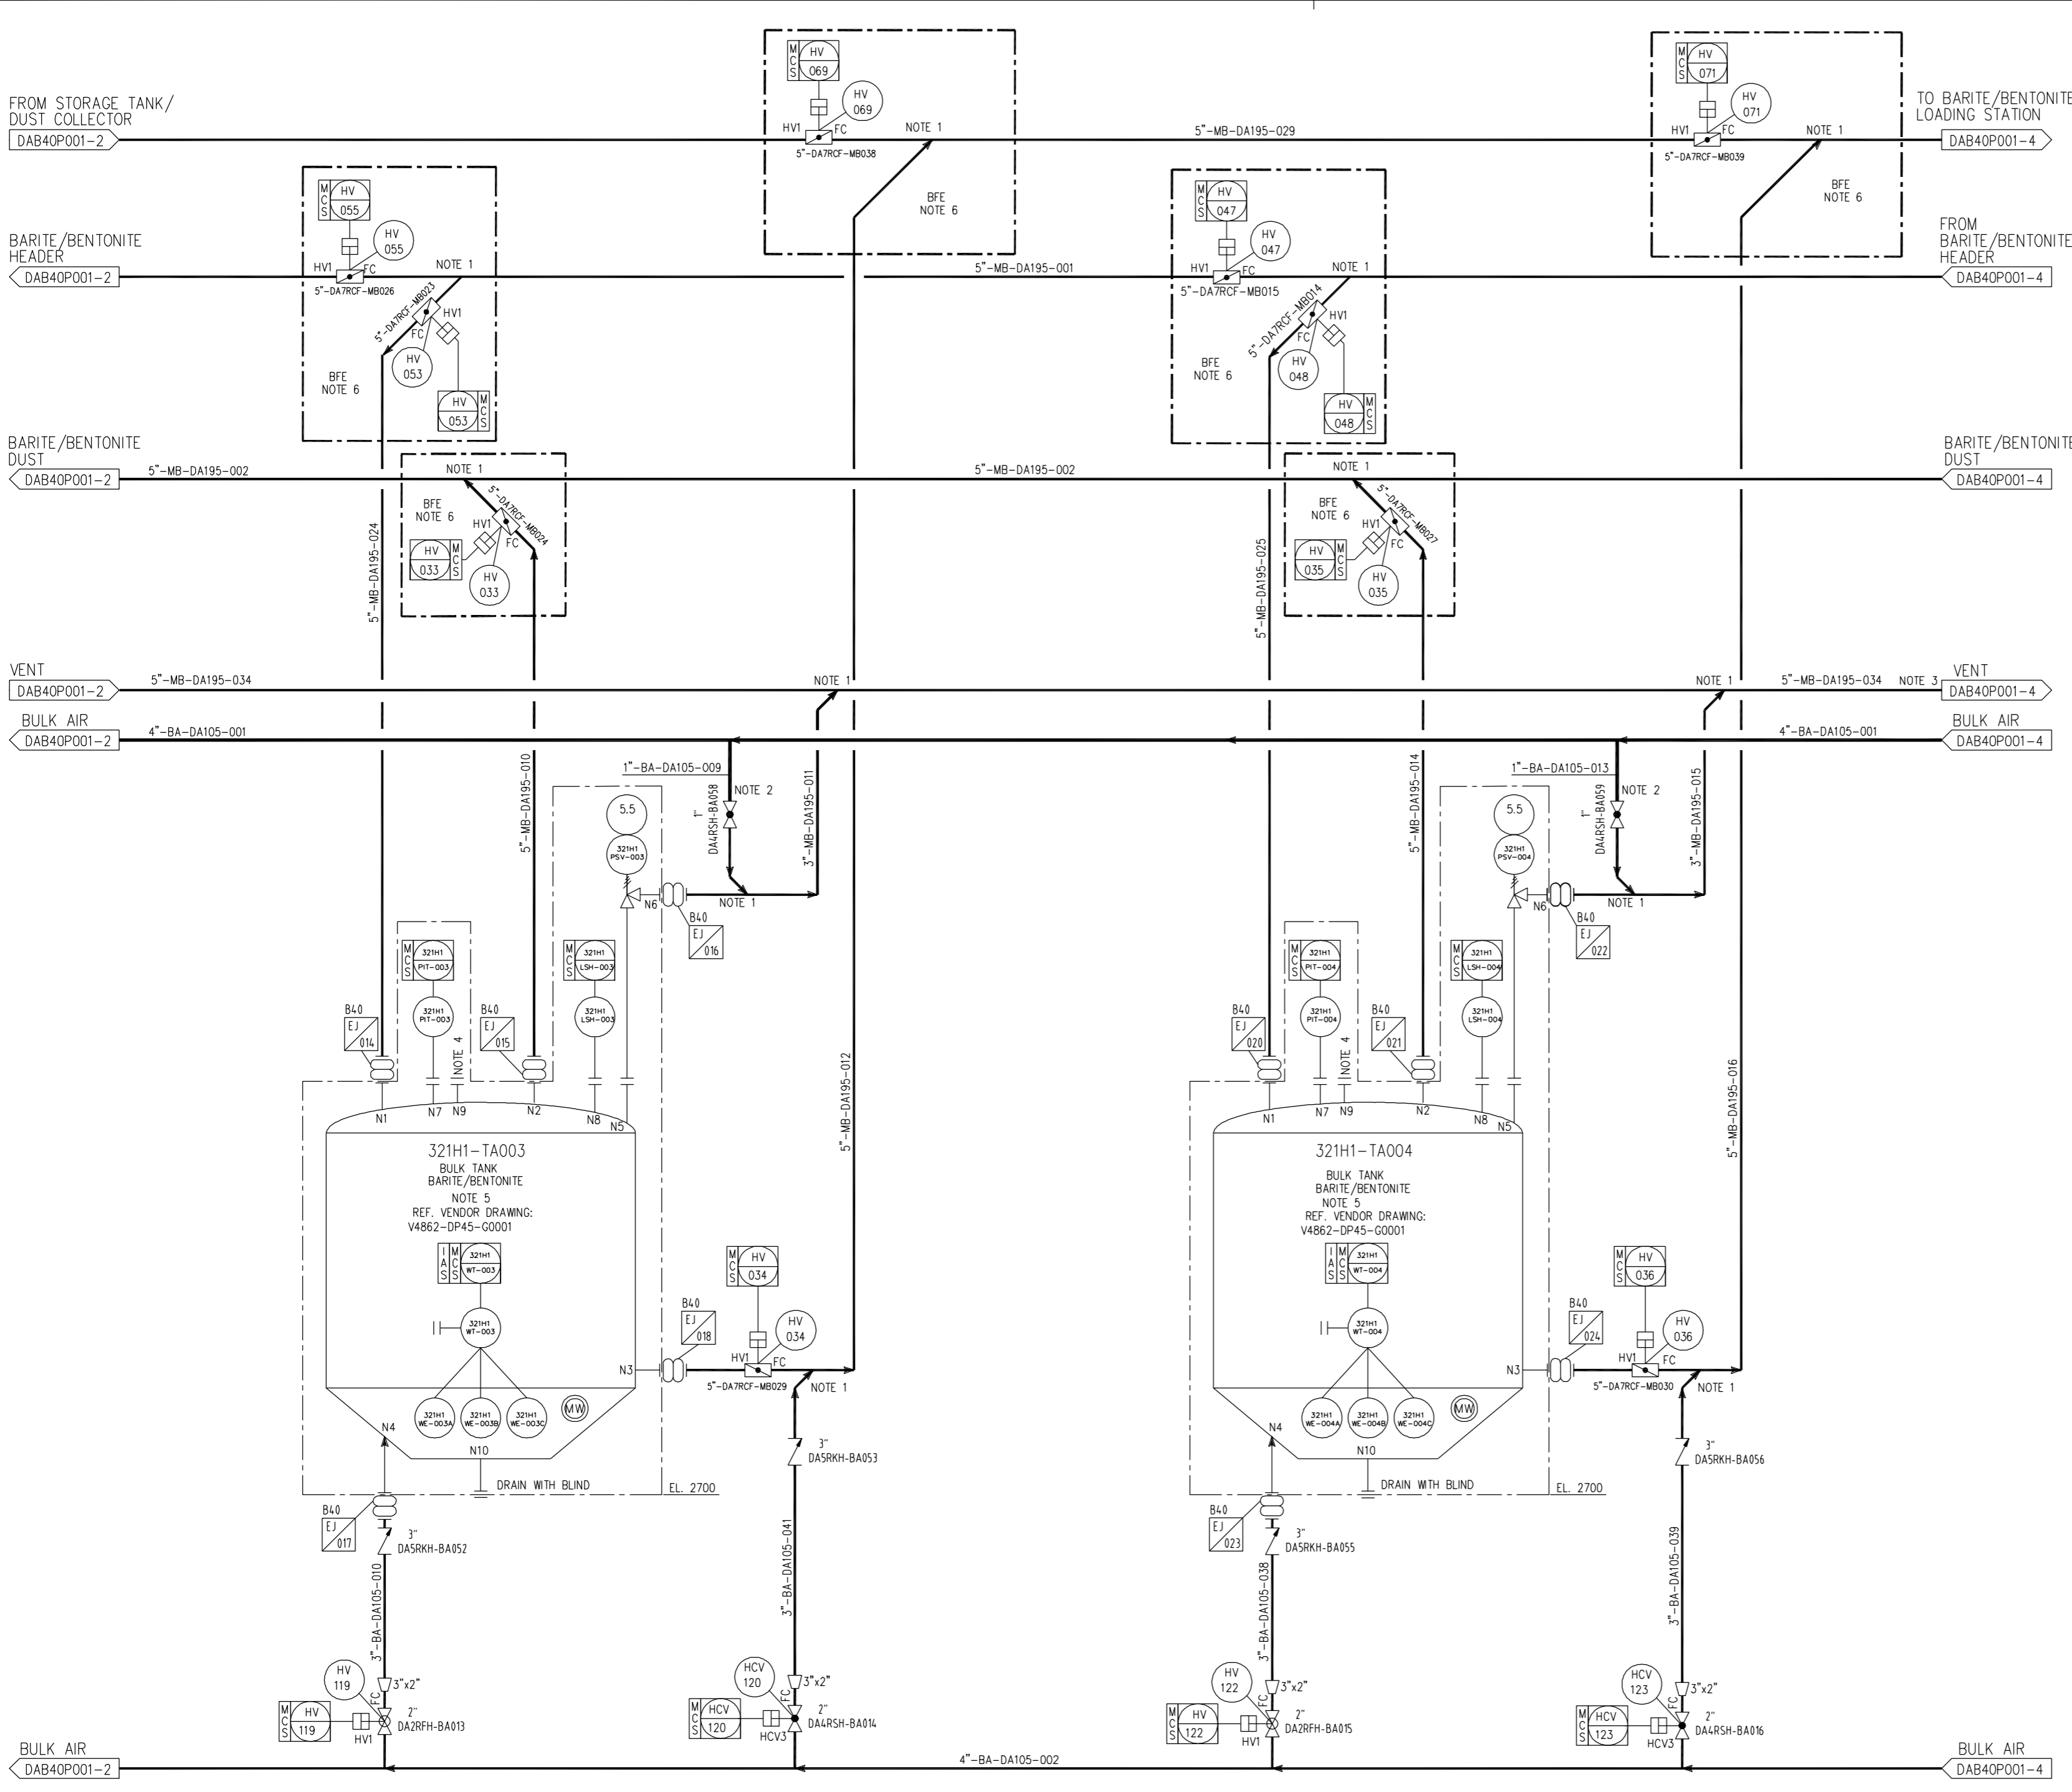 FROM STORAGE TANK/
DUST COLLECTOR
DAB40P001-2
M
C
S
HV
069
HV
069
HV1
FC
NOTE 1
5"-DA7RCF-MB038
BFE
NOTE 6
5"-MB-DA195-029
M
C
S
HV
071
HV
071
HV1
FC
NOTE 1
5"-DA7RCF-MB039
BFE
NOTE 6
TO BARITE/BENTONITE
LOADING STATION
DAB40P001-4
BARITE/BENTONITE
HEADER
DAB40P001-2
M
C
S
HV
055
HV
055
HV1
FC
NOTE 1
5"-DA7RCF-MB026
5"-DA7RCF-MB023
HV1
FC
HV
053
HV
053
M
C
S
BFE
NOTE 6
5"-MB-DA195-001
M
C
S
HV
047
HV
047
HV1
FC
NOTE 1
5"-DA7RCF-MB015
5"-DA7RCF-MB014
HV1
FC
HV
048
HV
048
M
C
S
BFE
NOTE 6
FROM
BARITE/BENTONITE
HEADER
DAB40P001-4
BARITE/BENTONITE
DUST
DAB40P001-2
5"-MB-DA195-002
NOTE 1
5"-MB-DA195-002
NOTE 1
BARITE/BENTONITE
DUST
DAB40P001-4
5"-MB-DA195-024
BFE
NOTE 6
5"-DA7RCF-MB024
HV1
FC
HV
033
M
C
S
HV
033
5"-MB-DA195-025
BFE
NOTE 6
5"-DA7RCF-MB027
HV1
FC
HV
035
M
C
S
HV
035
VENT
DAB40P001-2
5"-MB-DA195-034
NOTE 1
NOTE 1
5"-MB-DA195-034
NOTE 3
VENT
DAB40P001-4
BULK AIR
DAB40P001-2
4"-BA-DA105-001
4"-BA-DA105-001
BULK AIR
DAB40P001-4
5"-MB-DA195-010
1"-BA-DA105-009
NOTE 2
1"
DA4RSH-BA058
3"-MB-DA195-011
5.5
321H1
PSV-003
N6
NOTE 1
B40
EJ
016
5"-MB-DA195-014
1"-BA-DA105-013
NOTE 2
1"
DA4RSH-BA059
3"-MB-DA195-015
5.5
321H1
PSV-004
N6
NOTE 1
B40
EJ
022
M
C
S
321H1
PIT-003
321H1
PIT-003
M
C
S
321H1
LSH-003
321H1
LSH-003
B40
EJ
014
NOTE 4
B40
EJ
015
N1
N7
N9
N2
N8
N5
5"-MB-DA195-012
M
C
S
321H1
PIT-004
321H1
PIT-004
M
C
S
321H1
LSH-004
321H1
LSH-004
B40
EJ
020
NOTE 4
B40
EJ
021
N1
N7
N9
N2
N8
N5
5"-MB-DA195-016
321H1-TA003
BULK TANK
BARITE/BENTONITE
NOTE 5
REF. VENDOR DRAWING:
V4862-DP45-G0001
I
A
S
M
C
S
321H1
WT-003
321H1
WT-003
321H1
WE-003A
321H1
WE-003B
321H1
WE-003C
MW
N3
N4
N10
DRAIN WITH BLIND
EL. 2700
B40
EJ
018
M
C
S
HV
034
HV
034
HV1
FC
5"-DA7RCF-MB029
NOTE 1
3"
DA5RKH-BA053
321H1-TA004
BULK TANK
BARITE/BENTONITE
NOTE 5
REF. VENDOR DRAWING:
V4862-DP45-G0001
I
A
S
M
C
S
321H1
WT-004
321H1
WT-004
321H1
WE-004A
321H1
WE-004B
321H1
WE-004C
MW
N3
N4
N10
DRAIN WITH BLIND
EL. 2700
B40
EJ
024
M
C
S
HV
036
HV
036
HV1
FC
5"-DA7RCF-MB030
NOTE 1
3"
DA5RKH-BA056
B40
EJ
017
3"
DA5RKH-BA052
3"-BA-DA105-010
HV
119
FC
3"x2"
M
C
S
HV
119
HV1
2"
DA2RFH-BA013
3"-BA-DA105-041
HCV
120
FC
3"x2"
M
C
S
HCV
120
HCV3
2"
DA4RSH-BA014
B40
EJ
023
3"
DA5RKH-BA055
3"-BA-DA105-038
HV
122
FC
3"x2"
M
C
S
HV
122
HV1
2"
DA2RFH-BA015
3"-BA-DA105-039
HCV
123
FC
3"x2"
M
C
S
HCV
123
HCV3
2"
DA4RSH-BA016
BULK AIR
DAB40P001-2
4"-BA-DA105-002
BULK AIR
DAB40P001-4